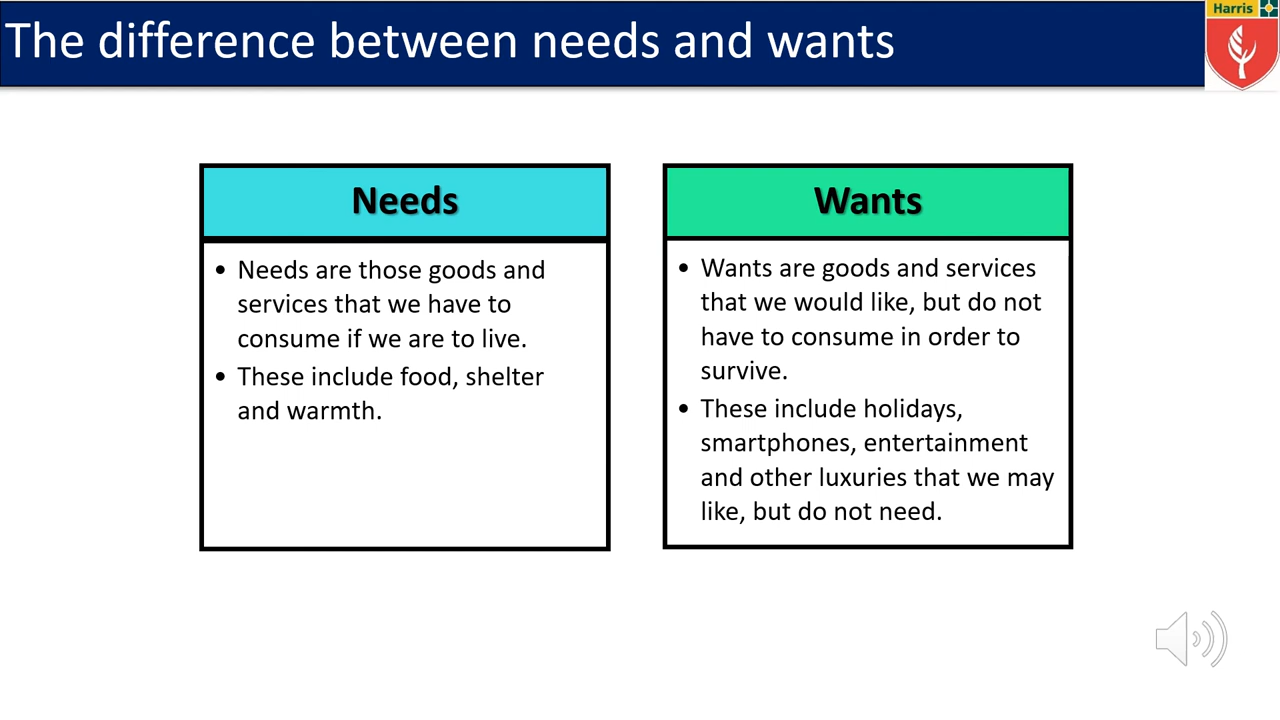 The difference between needs and wants
Harris
Needs
• Needs are those goods and
services that we have to
consume if we are to live.
• These include food, shelter
and warmth.
Wants
• Wants are goods and services
that we would like, but do not
have to consume in order to
survive.
• These include holidays,
smartphones, entertainment
and other luxuries that we may
like, but do not need.